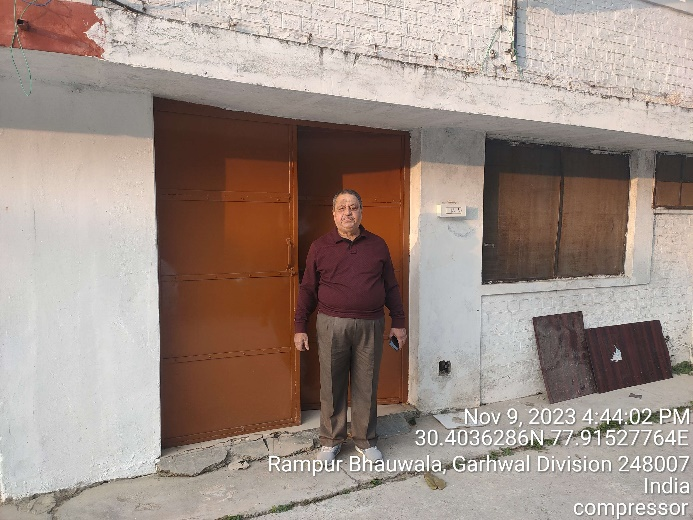 Nov 9, 2023 4:44:02 PM
30.4036286N 77.91527764E
Rampur Bhauwala, Garhwal Division 248007
India
compressor